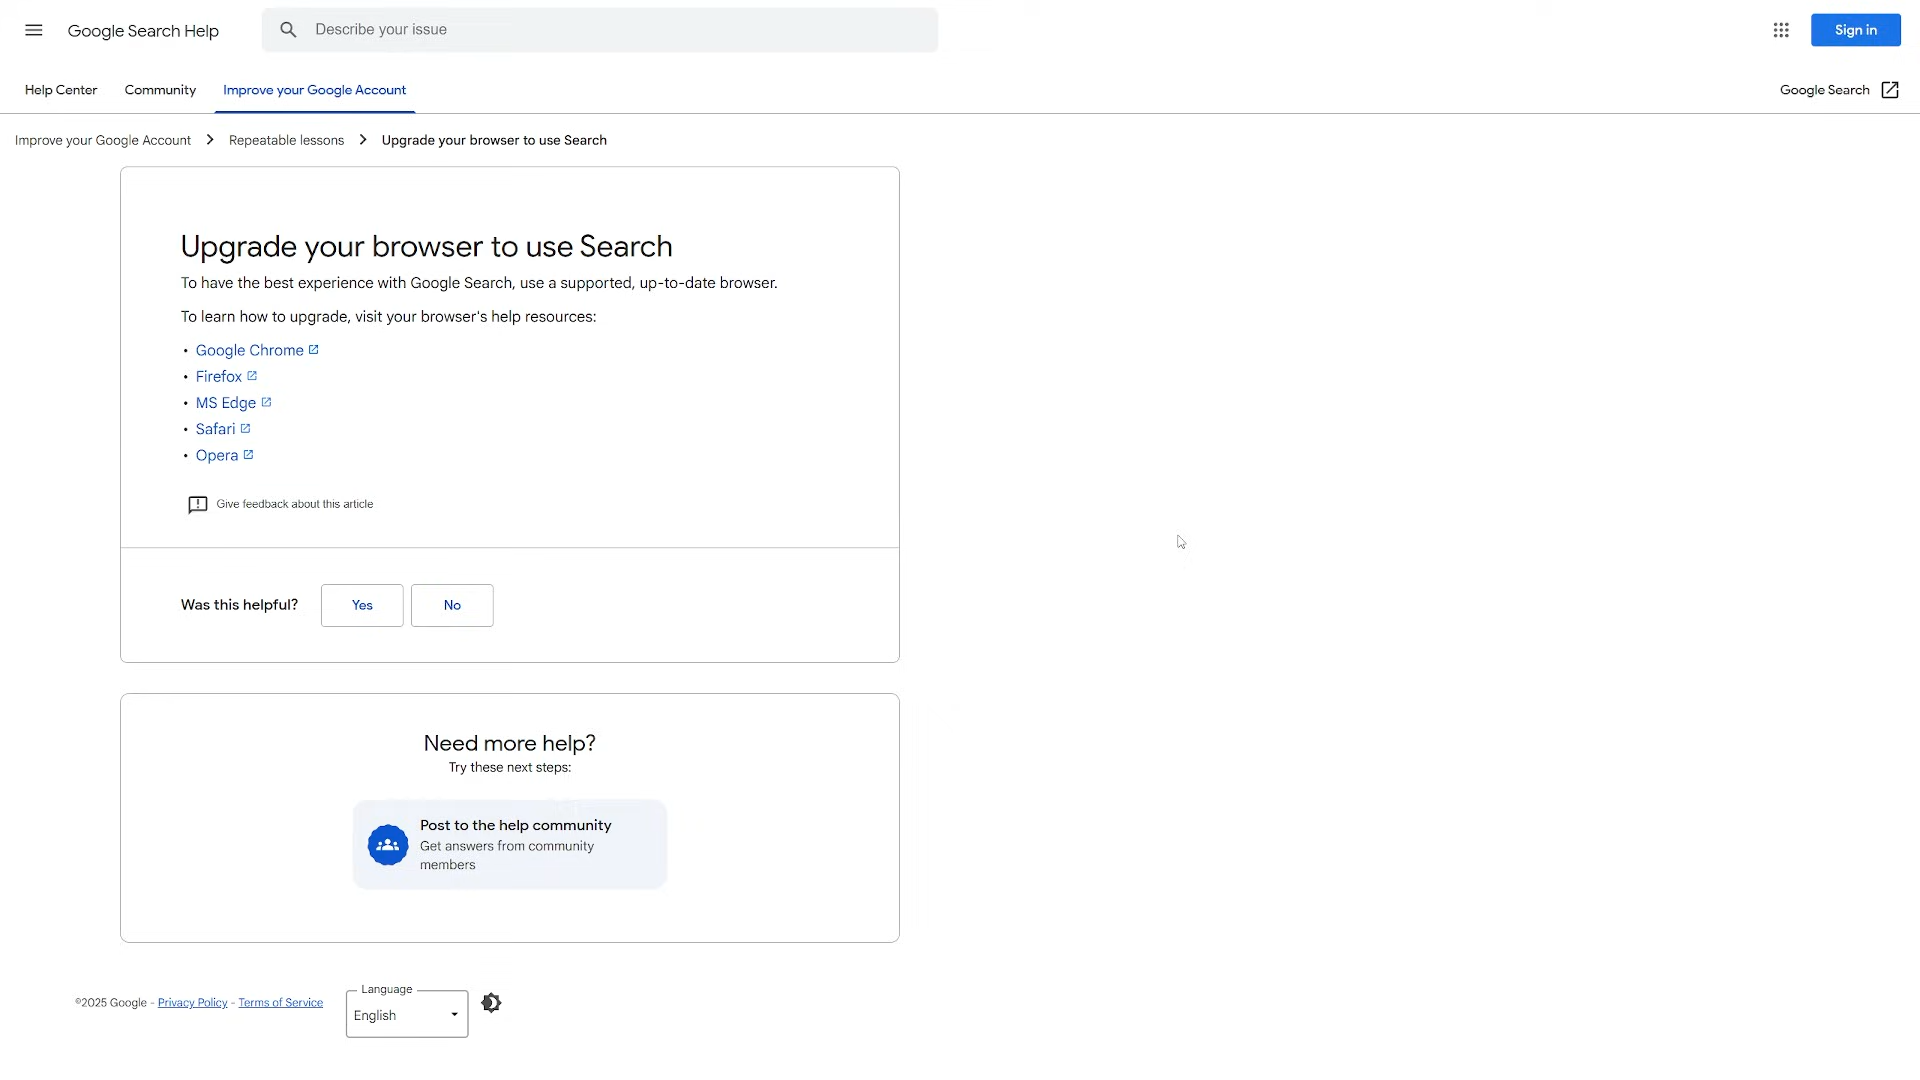 Google Search Help
Describe your issue
Sign in
Help Center
Community
Improve your Google Account
Google Search
Improve your Google Account
Repeatable lessons
Upgrade your browser to use Search
Upgrade your browser to use Search
To have the best experience with Google Search, use a supported, up-to-date browser.
To learn how to upgrade, visit your browser's help resources:
• Google Chrome
• Firefox
• MS Edge
• Safari
• Opera
Give feedback about this article
Was this helpful?
Yes
No
Need more help?
Try these next steps:
Post to the help community
Get answers from community
members
©2025 Google - Privacy Policy - Terms of Service
Language
English